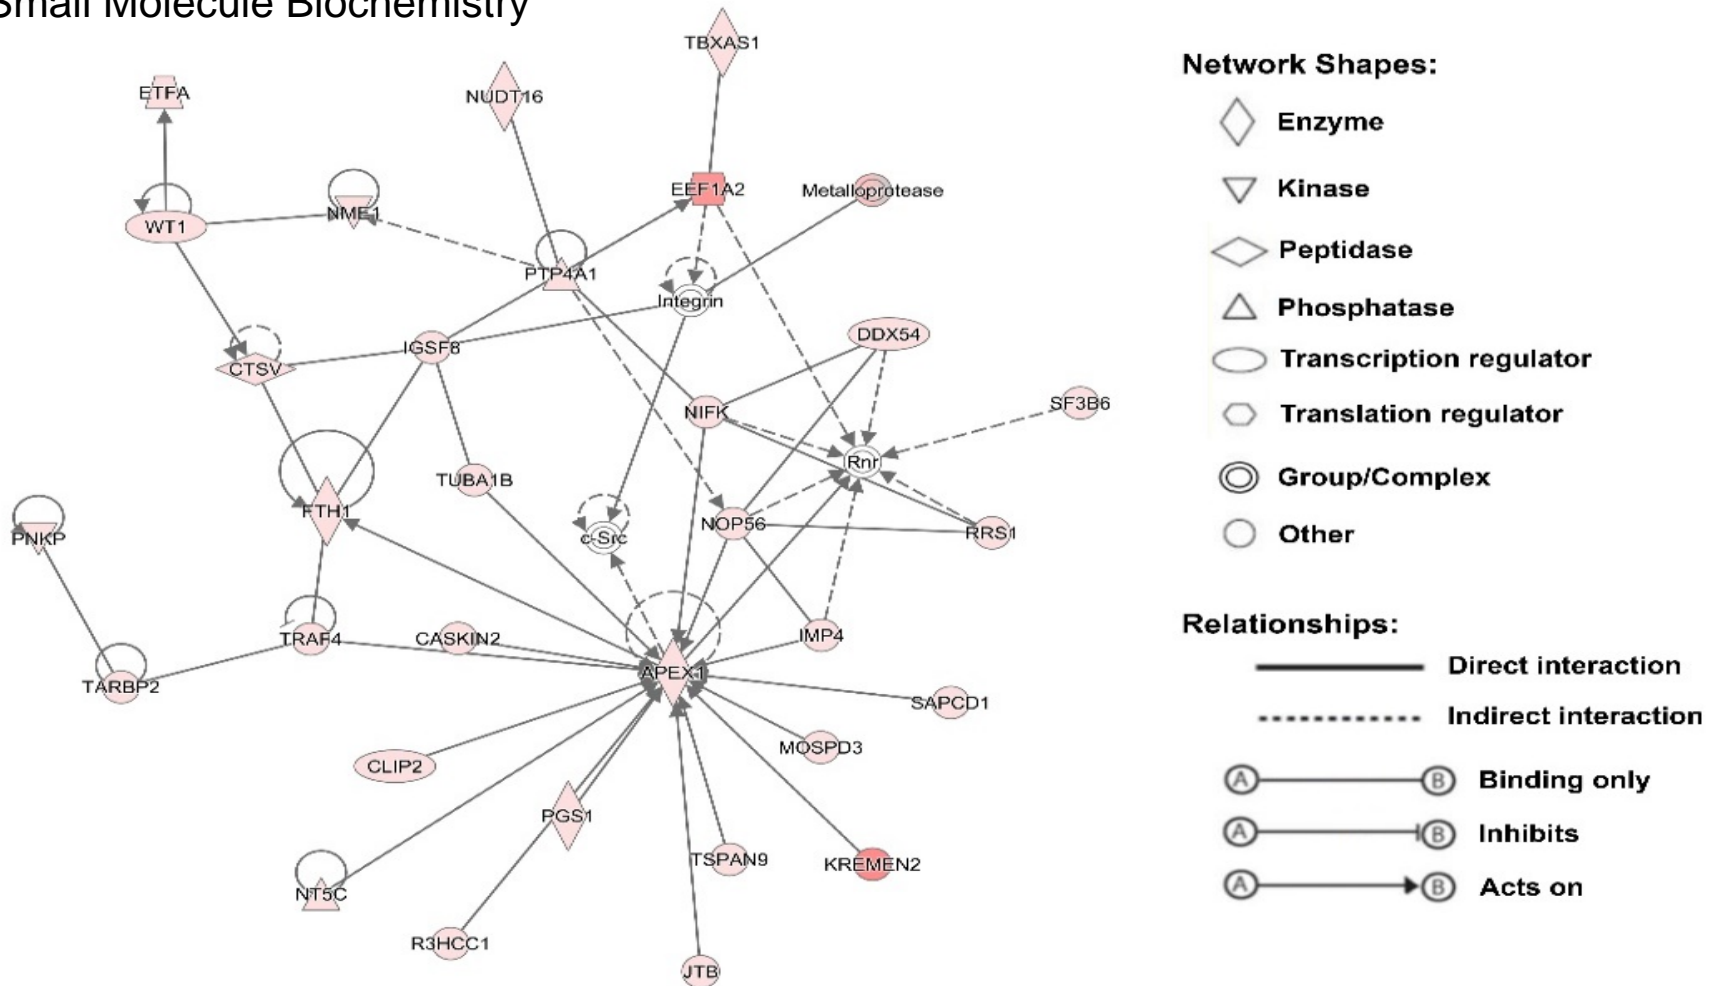 Small Molecule Biochemistry
TBXAS1
ETFA
NUDT16
EEF1A2
Metalloprotease
NME1
WT1
PTP4A1
Integrin
DDX54
IGSF8
CTSV
NIFK
SF3B6
Rnr
TUBA1B
FTH1
NOP56
RRS1
PNKP
c-Src
TRAF4
CASKIN2
IMP4
APEX1
TARBP2
SAPCD1
MOSPD3
CLIP2
PGS1
TSPAN9
KREMEN2
NT5C
R3HCC1
JTB
Network Shapes:
Enzyme
Kinase
Peptidase
Phosphatase
Transcription regulator
Translation regulator
Group/Complex
Other
Relationships:
Direct interaction
Indirect interaction
A B Binding only
A B Inhibits
A B Acts on